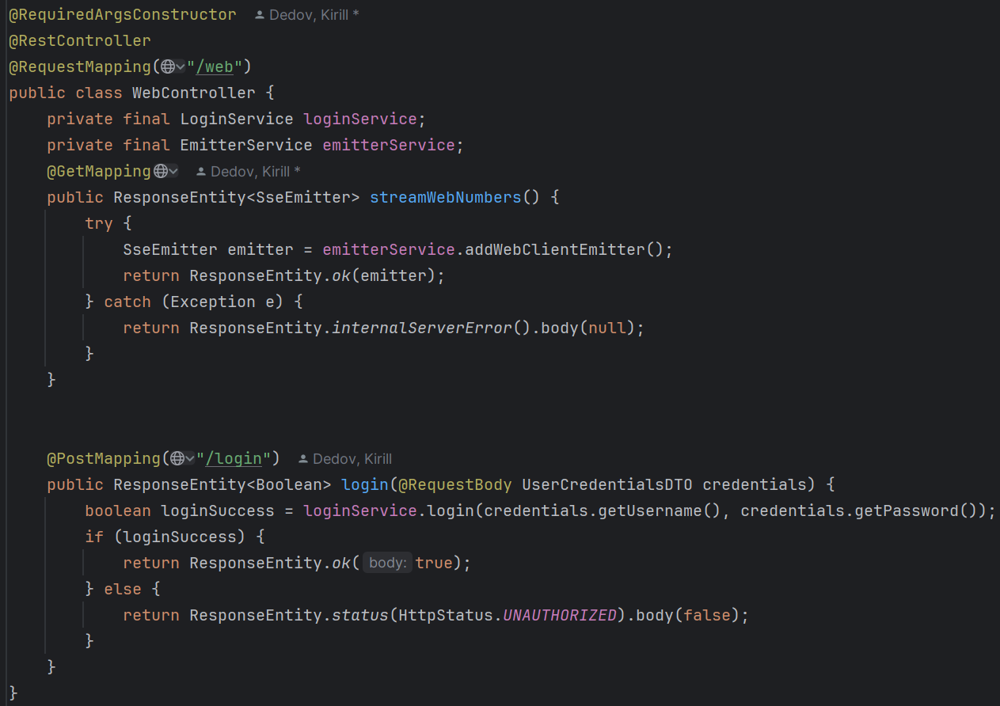 @RequiredArgsConstructor Dedov, Kirill *
@RestController
@RequestMapping("/web")
public class WebController {
    private final LoginService loginService;
    private final EmitterService emitterService;
    @GetMapping Dedov, Kirill *
    public ResponseEntity<SseEmitter> streamWebNumbers() {
        try {
            SseEmitter emitter = emitterService.addWebClientEmitter();
            return ResponseEntity.ok(emitter);
        } catch (Exception e) {
            return ResponseEntity.internalServerError().body(null);
        }
    }
    @PostMapping("/login") Dedov, Kirill
    public ResponseEntity<Boolean> login(@RequestBody UserCredentialsDTO credentials) {
        boolean loginSuccess = loginService.login(credentials.getUsername(), credentials.getPassword());
        if (loginSuccess) {
            return ResponseEntity.ok( body: true);
        } else {
            return ResponseEntity.status(HttpStatus.UNAUTHORIZED).body(false);
        }
    }
}